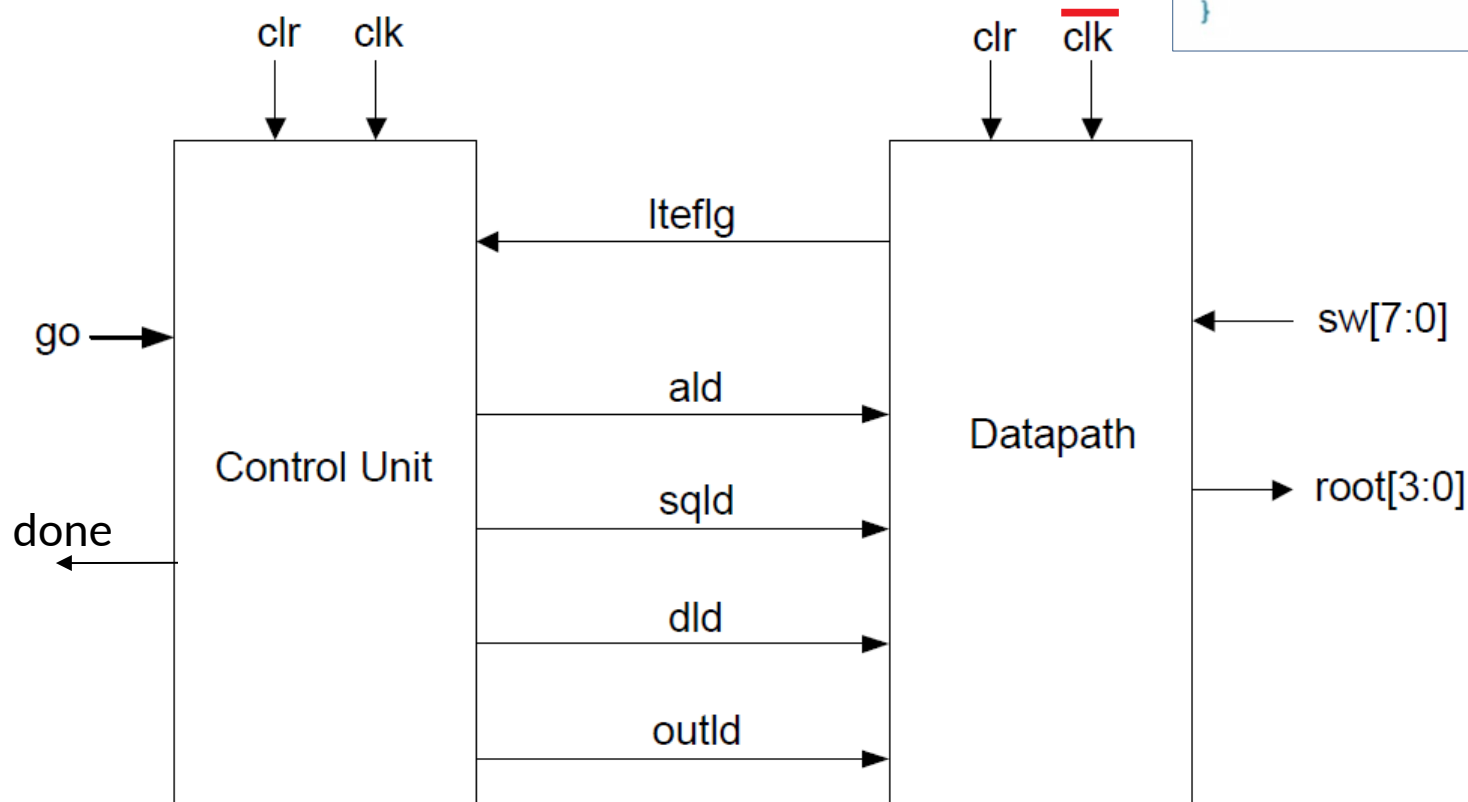 }
clr clk
clr clk
lteflg
go
sw[7:0]
ald
Datapath
Control Unit
root[3:0]
sqld
done
dld
outld